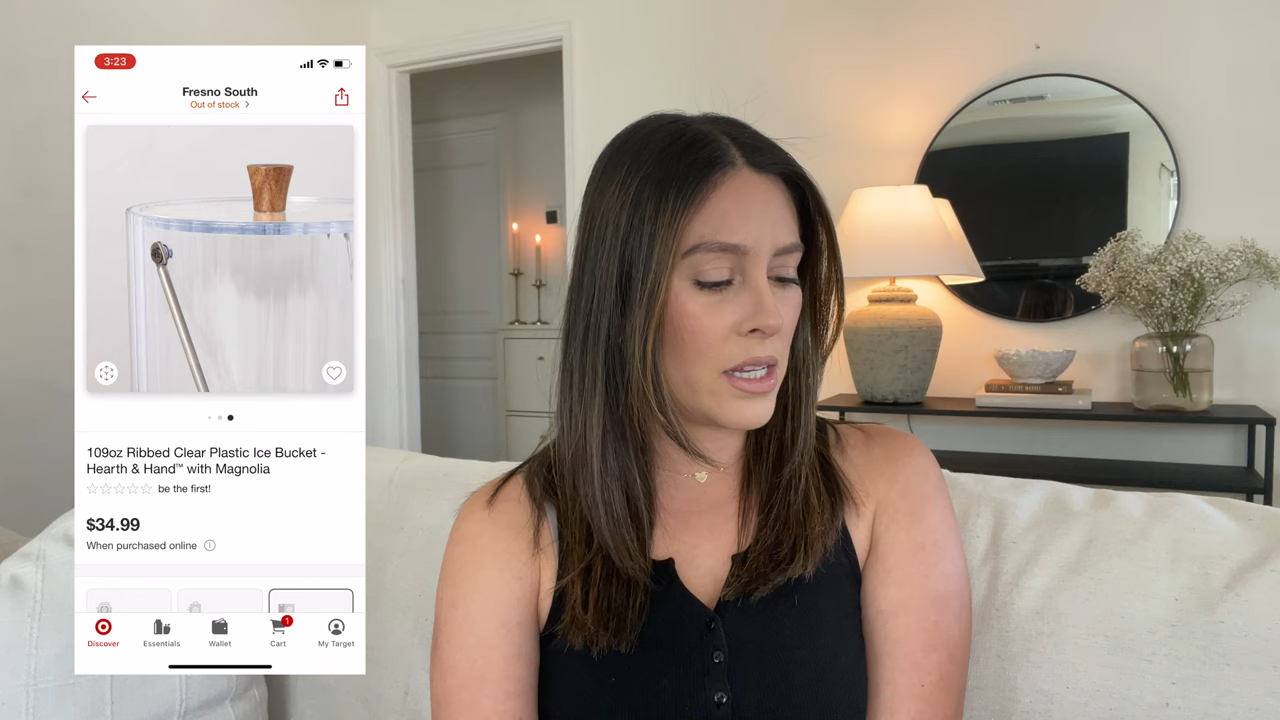 3:23
Fresno South
Out of stock
109oz Ribbed Clear Plastic Ice Bucket -
Hearth & Hand™ with Magnolia
be the first!
$34.99
When purchased online
1
Discover
Essentials
Wallet
Cart
My Target